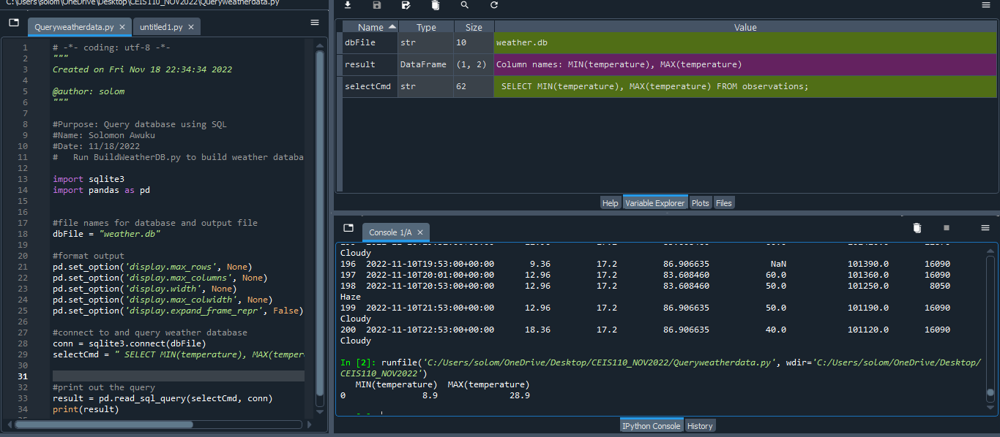 C:\Users\solom\OneDrive\Desktop\CEIS110_NOV2022\Queryweatherdata.py
Queryweatherdata.py
untitled1.py
1 # -*- coding: utf-8 -*-
2 """
3 Created on Fri Nov 18 22:34:34 2022
4
5 @author: solom
6 """
7
8 #Purpose: Query database using SQL
9 #Name: Solomon Awuku
10 #Date: 11/18/2022
11 #   Run BuildWeatherDB.py to build weather databa
12
13 import sqlite3
14 import pandas as pd
15
16
17 #file names for database and output file
18 dbFile = "weather.db"
19
20 #format output
21 pd.set_option('display.max_rows', None)
22 pd.set_option('display.max_columns', None)
23 pd.set_option('display.width', None)
24 pd.set_option('display.max_colwidth', None)
25 pd.set_option('display.expand_frame_repr', False)
26
27 #connect to and query weather database
28 conn = sqlite3.connect(dbFile)
29 selectCmd = " SELECT MIN(temperature), MAX(temper
30
31
32 #print out the query
33 result = pd.read_sql_query(selectCmd, conn)
34 print(result)
Name Type Size Value
dbFile str 10 weather.db
result DataFrame (1, 2) Column names: MIN(temperature), MAX(temperature)
selectCmd str 62 SELECT MIN(temperature), MAX(temperature) FROM observations;
Help Variable Explorer Plots Files
Console 1/A
Cloudy
196 2022-11-10T19:53:00+00:00 9.36 17.2 86.906635 NaN 101390.0 16090
197 2022-11-10T20:01:00+00:00 12.96 17.2 83.608460 60.0 101360.0 16090
198 2022-11-10T20:53:00+00:00 12.96 17.2 83.608460 50.0 101250.0 8050
Haze
199 2022-11-10T21:53:00+00:00 12.96 17.2 86.906635 50.0 101190.0 16090
Cloudy
200 2022-11-10T22:53:00+00:00 18.36 17.2 86.906635 40.0 101120.0 16090
Cloudy
In [2]: runfile('C:/Users/solom/OneDrive/Desktop/CEIS110_NOV2022/Queryweatherdata.py', wdir='C:/Users/solom/OneDrive/Desktop/
CEIS110_NOV2022')
MIN(temperature) MAX(temperature)
0 8.9 28.9
IPython Console History